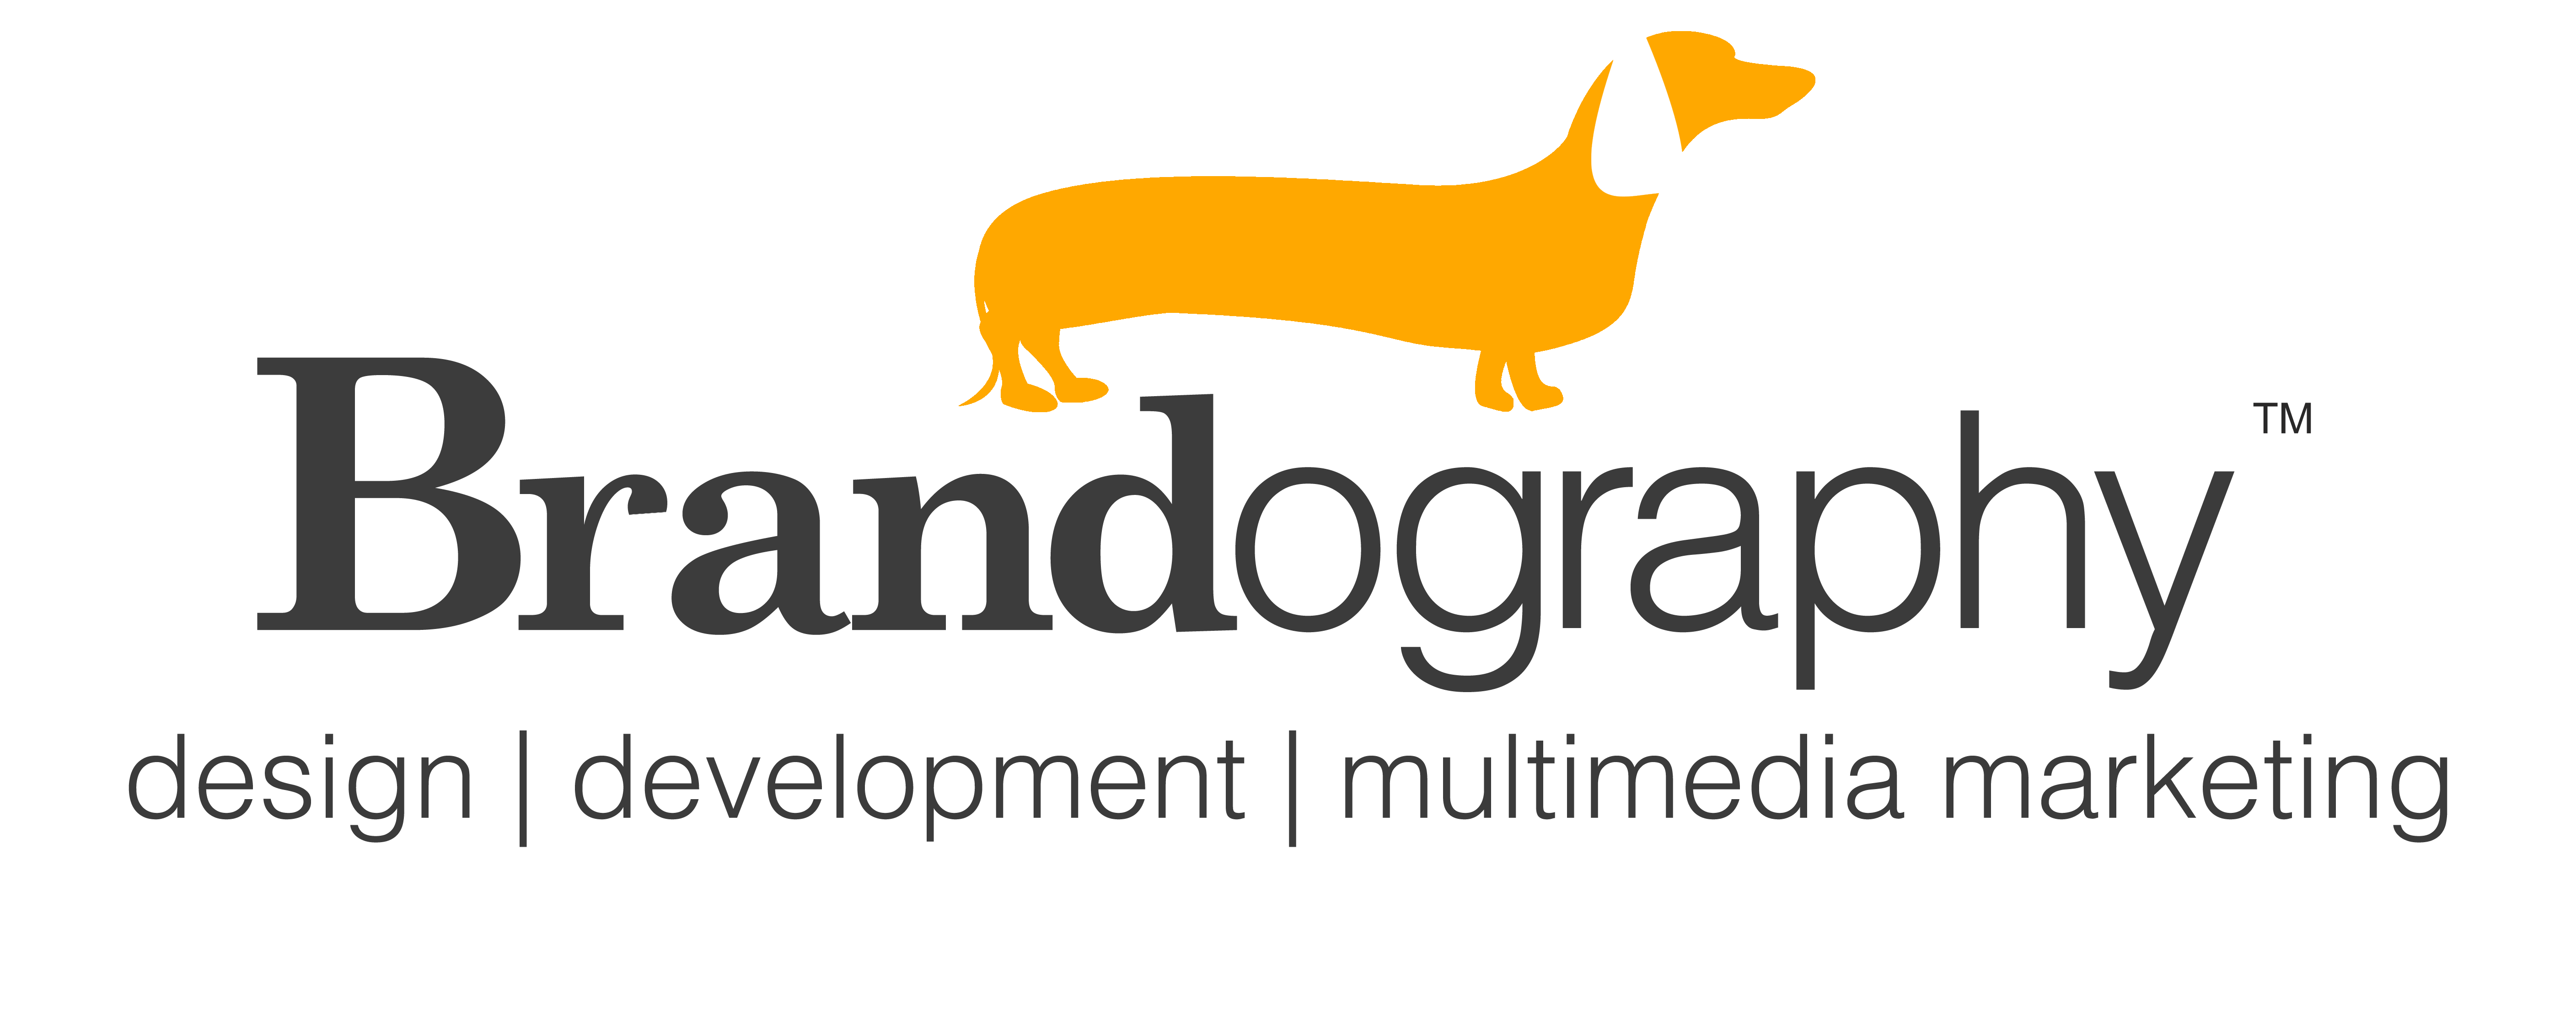 Brandography™
design | development | multimedia marketing